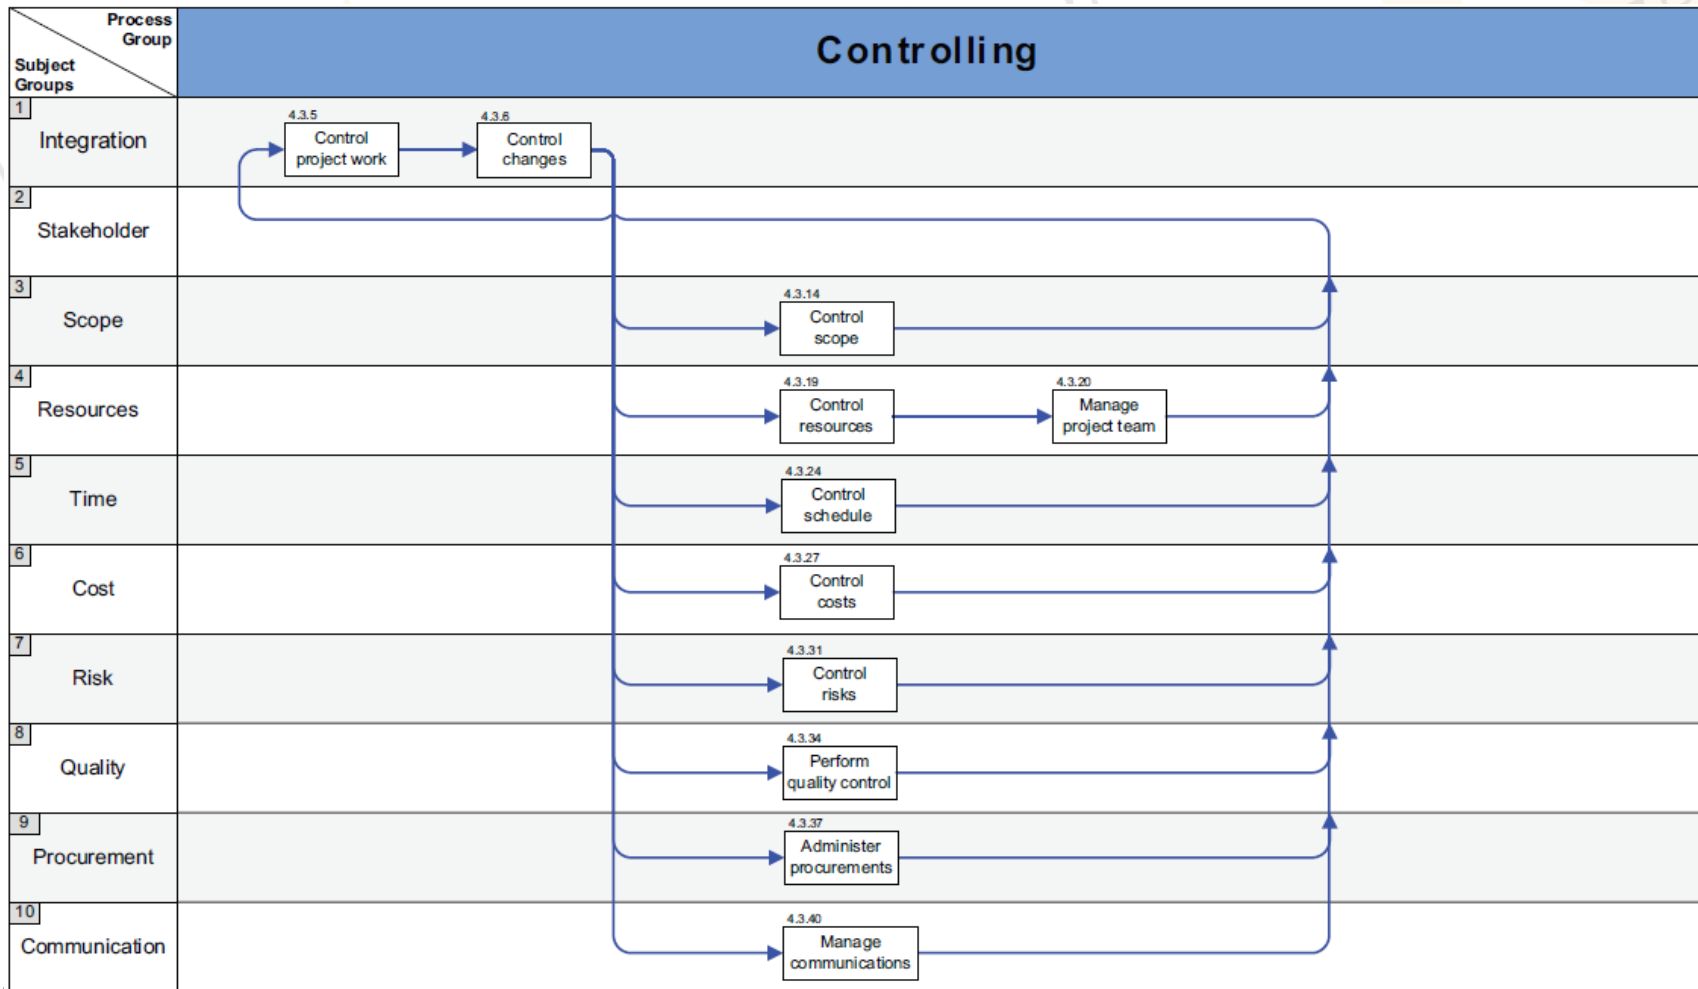 Process
Group
Subject
Groups
Controlling
1
Integration
4.3.5
Control
project work
4.3.6
Control
changes
2
Stakeholder
3
Scope
4.3.14
Control
scope
4
Resources
4.3.19
Control
resources
4.3.20
Manage
project team
5
Time
4.3.24
Control
schedule
6
Cost
4.3.27
Control
costs
7
Risk
4.3.31
Control
risks
8
Quality
4.3.34
Perform
quality control
9
Procurement
4.3.37
Administer
procurements
10
Communication
4.3.40
Manage
communications